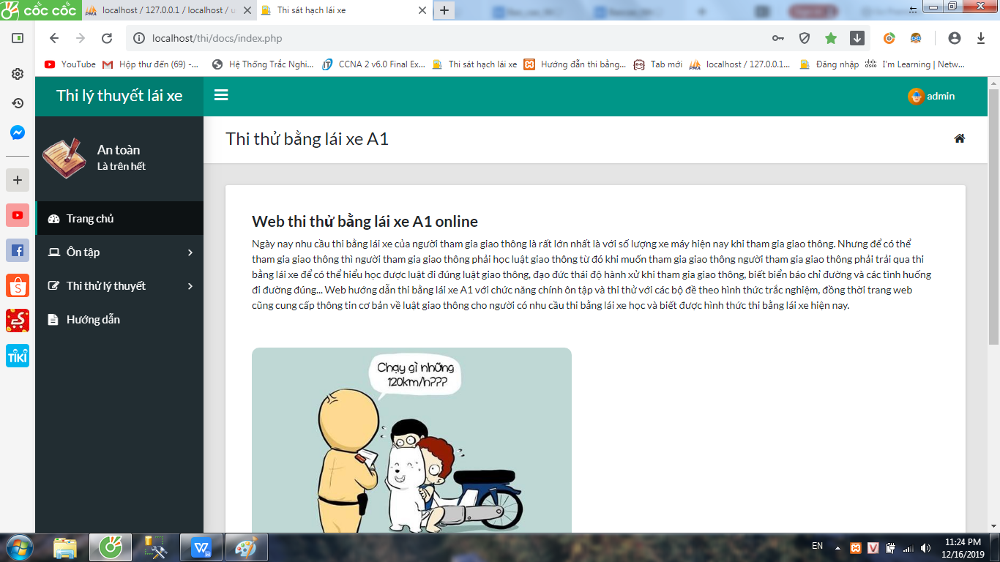 cốc cốc
localhost / 127.0.0.1 / localhost / u
Thi sát hạch lái xe
localhost/thi/docs/index.php
YouTube
Hộp thư đến (69) -...
Hệ Thống Trắc Nghi...
CCNA 2 v6.0 Final Ex...
Thi sát hạch lái xe
Hướng dẫn thi bằng...
Tab mới
localhost / 127.0.0.1...
Đăng nhập
I'm Learning | Netw...
Thi lý thuyết lái xe
admin
An toàn
Là trên hết
Thi thử bằng lái xe A1
Trang chủ
Ôn tập
Thi thử lý thuyết
Hướng dẫn
TIKI
Web thi thử bằng lái xe A1 online
Ngày nay nhu cầu thi bằng lái xe của người tham gia giao thông là rất lớn nhất là với số lượng xe máy hiện nay khi tham gia giao thông. Nhưng để có thể
tham gia giao thông thì người tham gia giao thông phải học luật giao thông từ đó khi muốn tham gia giao thông người tham gia giao thông phải trải qua thi
bằng lái xe để có thể hiểu học được luật đi đúng luật giao thông, đạo đức thái độ hành xử khi tham gia giao thông, biết biển báo chỉ đường và các tình huống
đi đường đúng... Web hướng dẫn thi bằng lái xe A1 với chức năng chính ôn tập và thi thử với các bộ đề theo hình thức trắc nghiệm, đồng thời trang web
cũng cung cấp thông tin cơ bản về luật giao thông cho người có nhu cầu thi bằng lái xe học và biết được hình thức thi bằng lái xe hiện nay.
Chạy gì những
120km/h???
EN
11:24 PM
12/16/2019